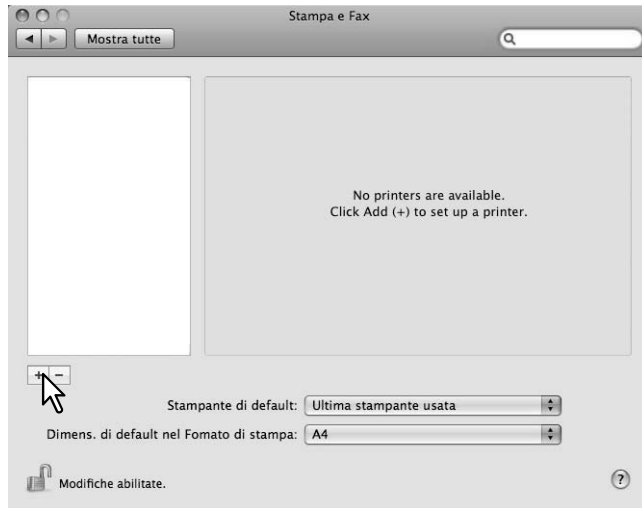 Stampa e Fax
Mostra tutte
No printers are available.
Click Add (+) to set up a printer.
+ −
Stampante di default: Ultima stampante usata
Dimens. di default nel Fomato di stampa: A4
Modifiche abilitate.
?